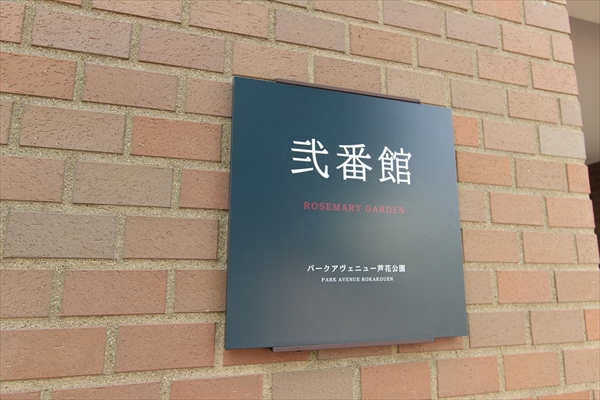 弐番館
ROSEMARY GARDEN
パークアヴェニュー芦花公園
PARK AVENUE ROKAKOUEN